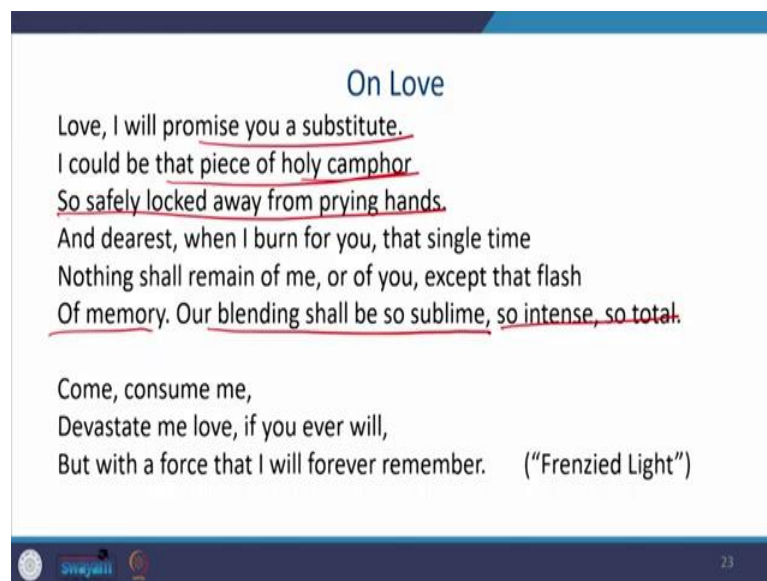 On Love
Love, I will promise you a substitute.
I could be that piece of holy camphor
So safely locked away from prying hands.
And dearest, when I burn for you, that single time
Nothing shall remain of me, or of you, except that flash
Of memory. Our blending shall be so sublime, so intense, so total.
Come, consume me,
Devastate me love, if you ever will,
But with a force that I will forever remember. ("Frenzied Light")
swayam
23